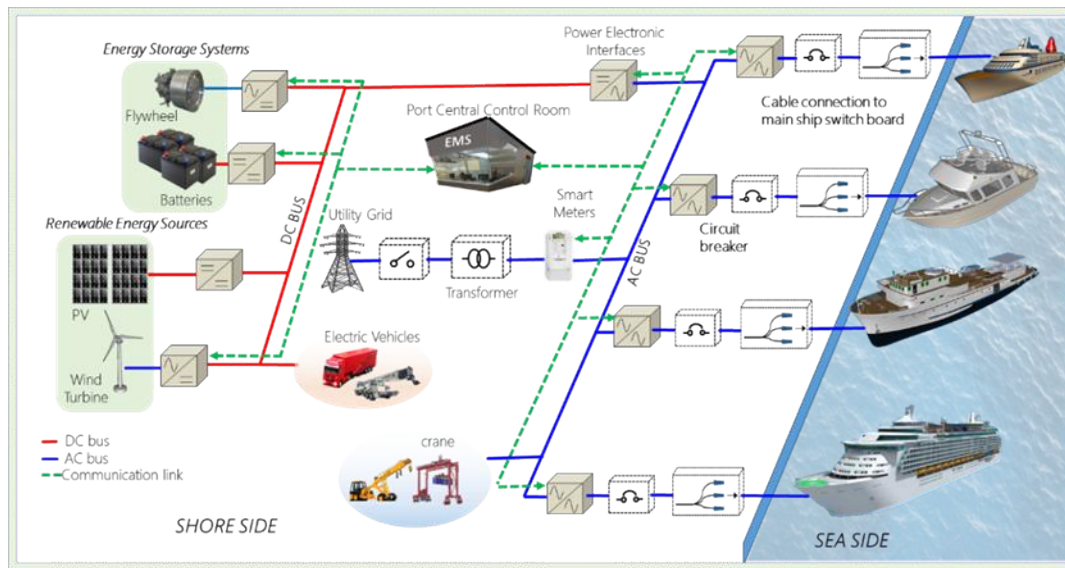 Energy Storage Systems
Flywheel
Batteries
Renewable Energy Sources
PV
Wind
Turbine
DC BUS
Power Electronic
Interfaces
Port Central Control Room
EMS
Utility Grid
Transformer
Smart
Meters
Electric Vehicles
crane
AC BUS
Cable connection to
main ship switch board
Circuit
breaker
DC bus
AC bus
Communication link
SHORE SIDE
SEA SIDE